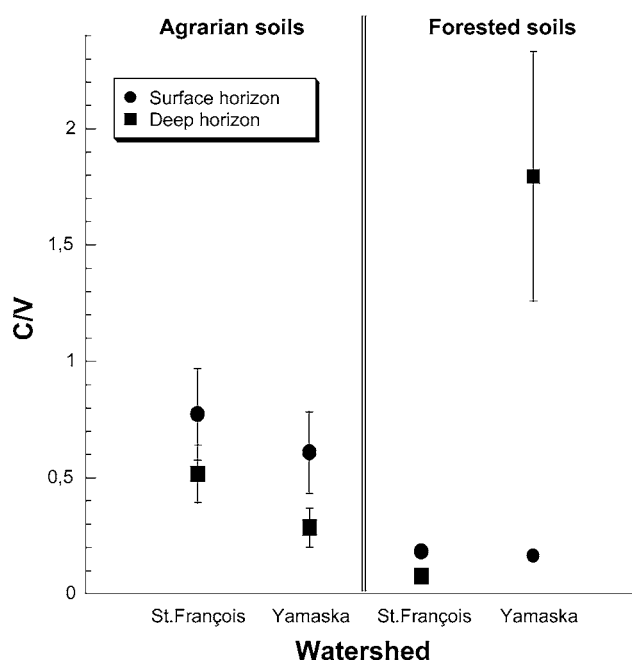 Agrarian soils Forested soils
Surface horizon
Deep horizon
2
1,5
1
0,5
0
C/V
St.François Yamaska St.François Yamaska
Watershed